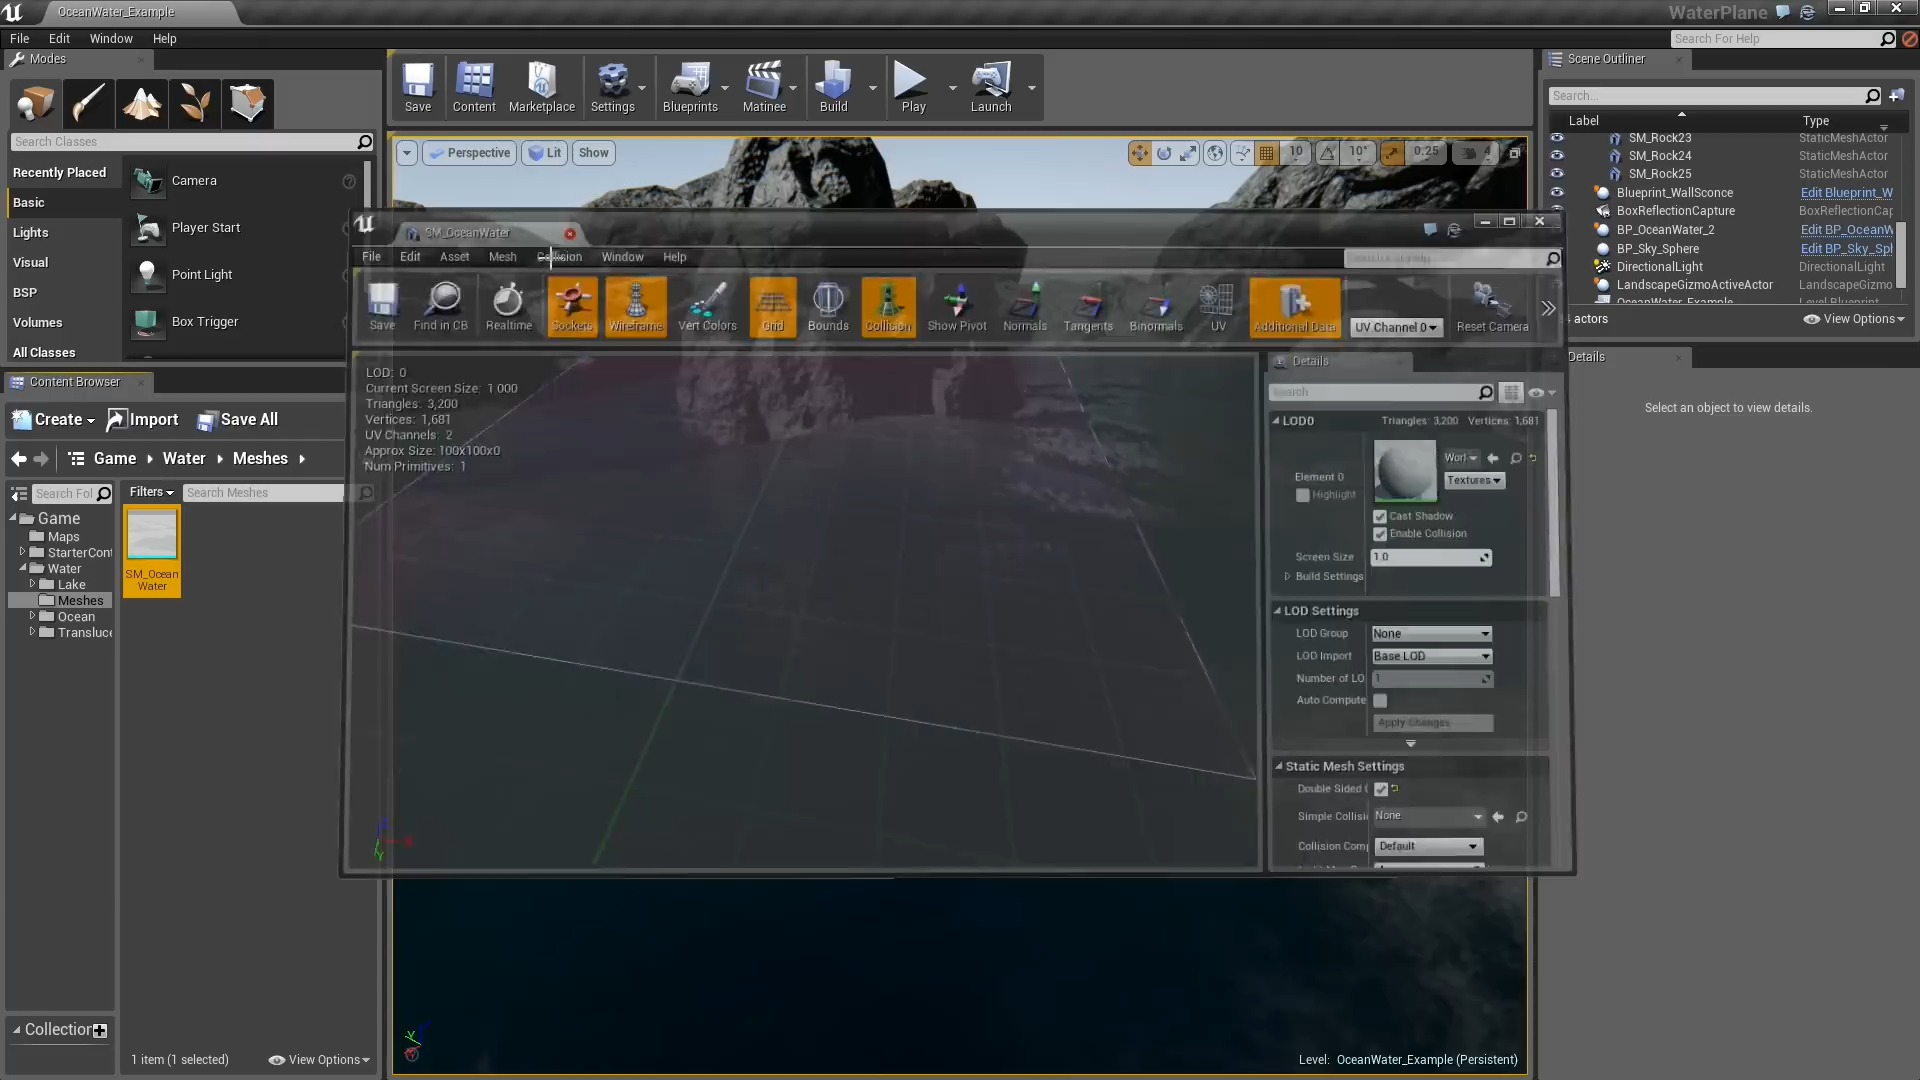 OceanWater_Example
WaterPlane
File Edit Window Help
Search For Help
Modes
Search Classes
Recently Placed
Basic
Lights
Visual
BSP
Volumes
All Classes
Camera
Player Start
Point Light
Box Trigger
Save Content Marketplace Settings Blueprints Matinee Build Play Launch
Perspective Lit Show
10 10° 0.25 4
Scene Outliner
Search...
Label Type
SM_Rock23 StaticMeshActor
SM_Rock24 StaticMeshActor
SM_Rock25 StaticMeshActor
Blueprint_WallSconce Edit Blueprint_W
BoxReflectionCapture BoxReflectionCap
BP_OceanWater_2 Edit BP_OceanW
BP_Sky_Sphere Edit BP_Sky_Sph
DirectionalLight DirectionalLight
LandscapeGizmoActiveActor LandscapeGizmo
OceanWater_Example Level Blueprint
actors View Options
Details
Select an object to view details.
Content Browser
Create Import Save All
Game Water Meshes
Search Fol
Filters Search Meshes
Game
Maps
StarterCont
Water
Lake
Meshes
Ocean
Transluce
SM_Ocean
Water
Collection
1 item (1 selected) View Options
SM_OceanWater
File Edit Asset Mesh Collision Window Help
Save Find in CB Realtime Sockets Wireframe Vert Colors Grid Bounds Collision Show Pivot Normals Tangents Binormals UV Additional Data UV Channel 0 Reset Camera
LOD: 0
Current Screen Size: 1.000
Triangles: 3,200
Vertices: 1,681
UV Channels: 2
Approx Size: 100x100x0
Num Primitives: 1
Details
Search
LOD0 Triangles: 3,200 Vertices: 1,681
Element 0
Highlight
Worl
Textures
Cast Shadow
Enable Collision
Screen Size 1.0
Build Settings
LOD Settings
LOD Group None
LOD Import Base LOD
Number of LO 1
Auto Compute
Apply Changes
Static Mesh Settings
Double Sided
Simple Collisi None
Collision Comp Default
Level: OceanWater_Example (Persistent)